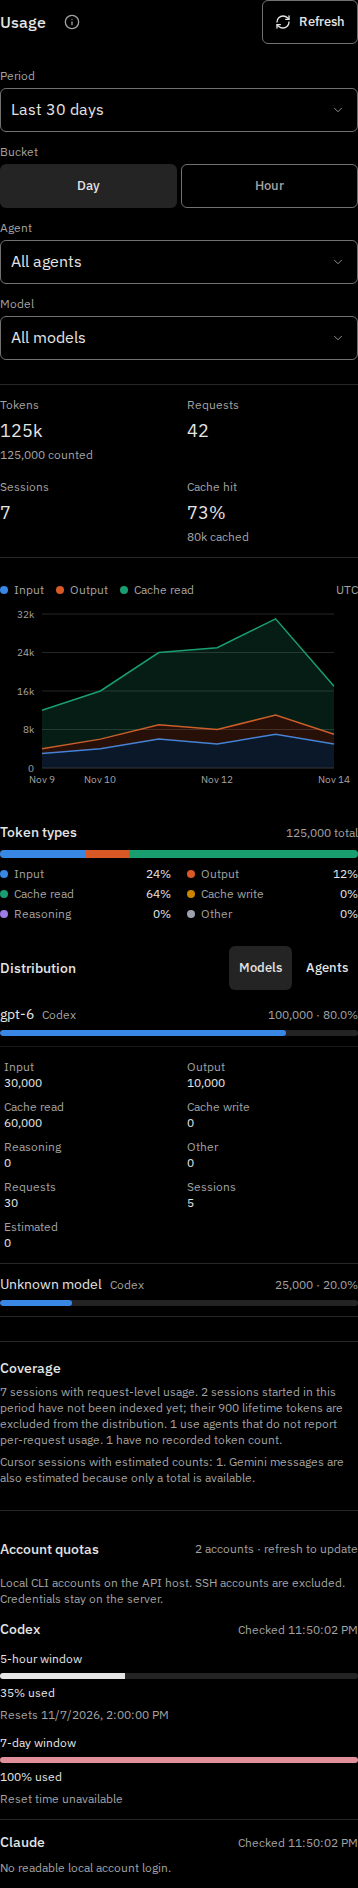 Usage
Refresh
Period
Last 30 days
Bucket
Day
Hour
Agent
All agents
Model
All models
Tokens
Requests
125k
42
125,000 counted
Sessions
Cache hit
7
73%
80k cached
Input
Output
Cache read
UTC
32k
24k
16k
8k
0
Nov 9
Nov 10
Nov 12
Nov 14
Token types
125,000 total
Input 24%
Output 12%
Cache read 64%
Cache write 0%
Reasoning 0%
Other 0%
Distribution
Models
Agents
gpt-6 Codex 100,000 · 80.0%
Input
Output
30,000
10,000
Cache read
Cache write
60,000
0
Reasoning
Other
0
0
Requests
Sessions
30
5
Estimated
0
Unknown model Codex 25,000 · 20.0%
Coverage
7 sessions with request-level usage. 2 sessions started in this
period have not been indexed yet; their 900 lifetime tokens are
excluded from the distribution. 1 use agents that do not report
per-request usage. 1 have no recorded token count.
Cursor sessions with estimated counts: 1. Gemini messages are
also estimated because only a total is available.
Account quotas
2 accounts · refresh to update
Local CLI accounts on the API host. SSH accounts are excluded.
Credentials stay on the server.
Codex
Checked 11:50:02 PM
5-hour window
35% used
Resets 11/7/2026, 2:00:00 PM
7-day window
100% used
Reset time unavailable
Claude
Checked 11:50:02 PM
No readable local account login.